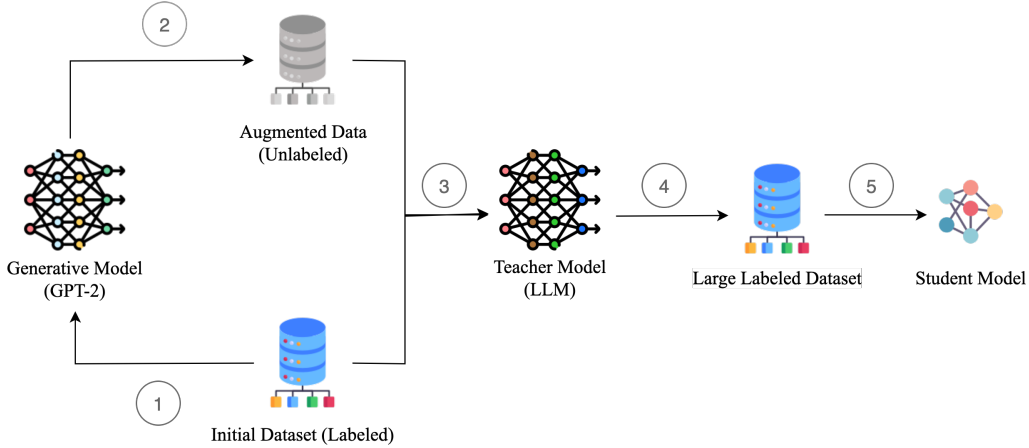 2
Augmented Data
(Unlabeled)
3
4
5
Generative Model
(GPT-2)
Teacher Model
(LLM)
Large Labeled Dataset
Student Model
1
Initial Dataset (Labeled)